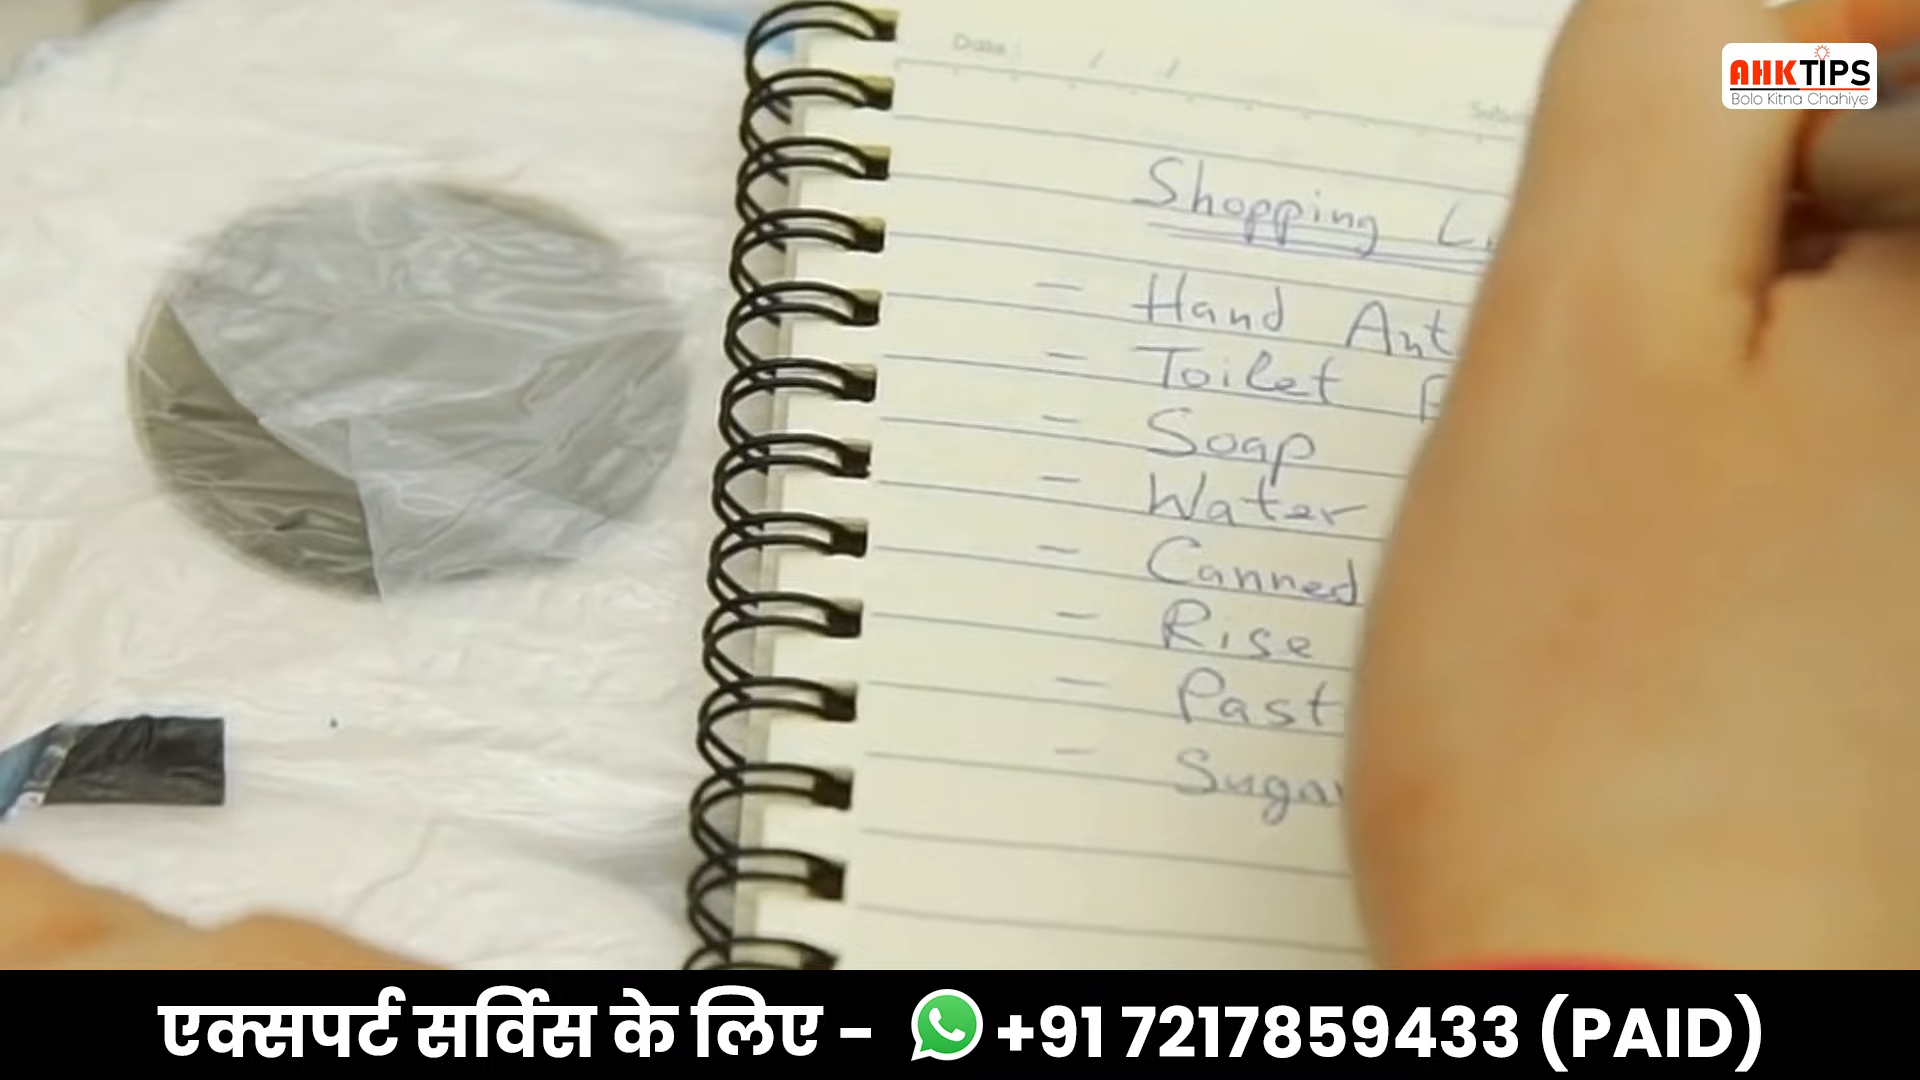 AHKTIPS
Bolo Kitna Chahiye
Date
Shopping
- Hand
- Toilet
- Soap
- Water
- Canned
- Rise
- Past
- Sugar
एक्सपर्ट सर्विस के लिए - +91 7217859433 (PAID)